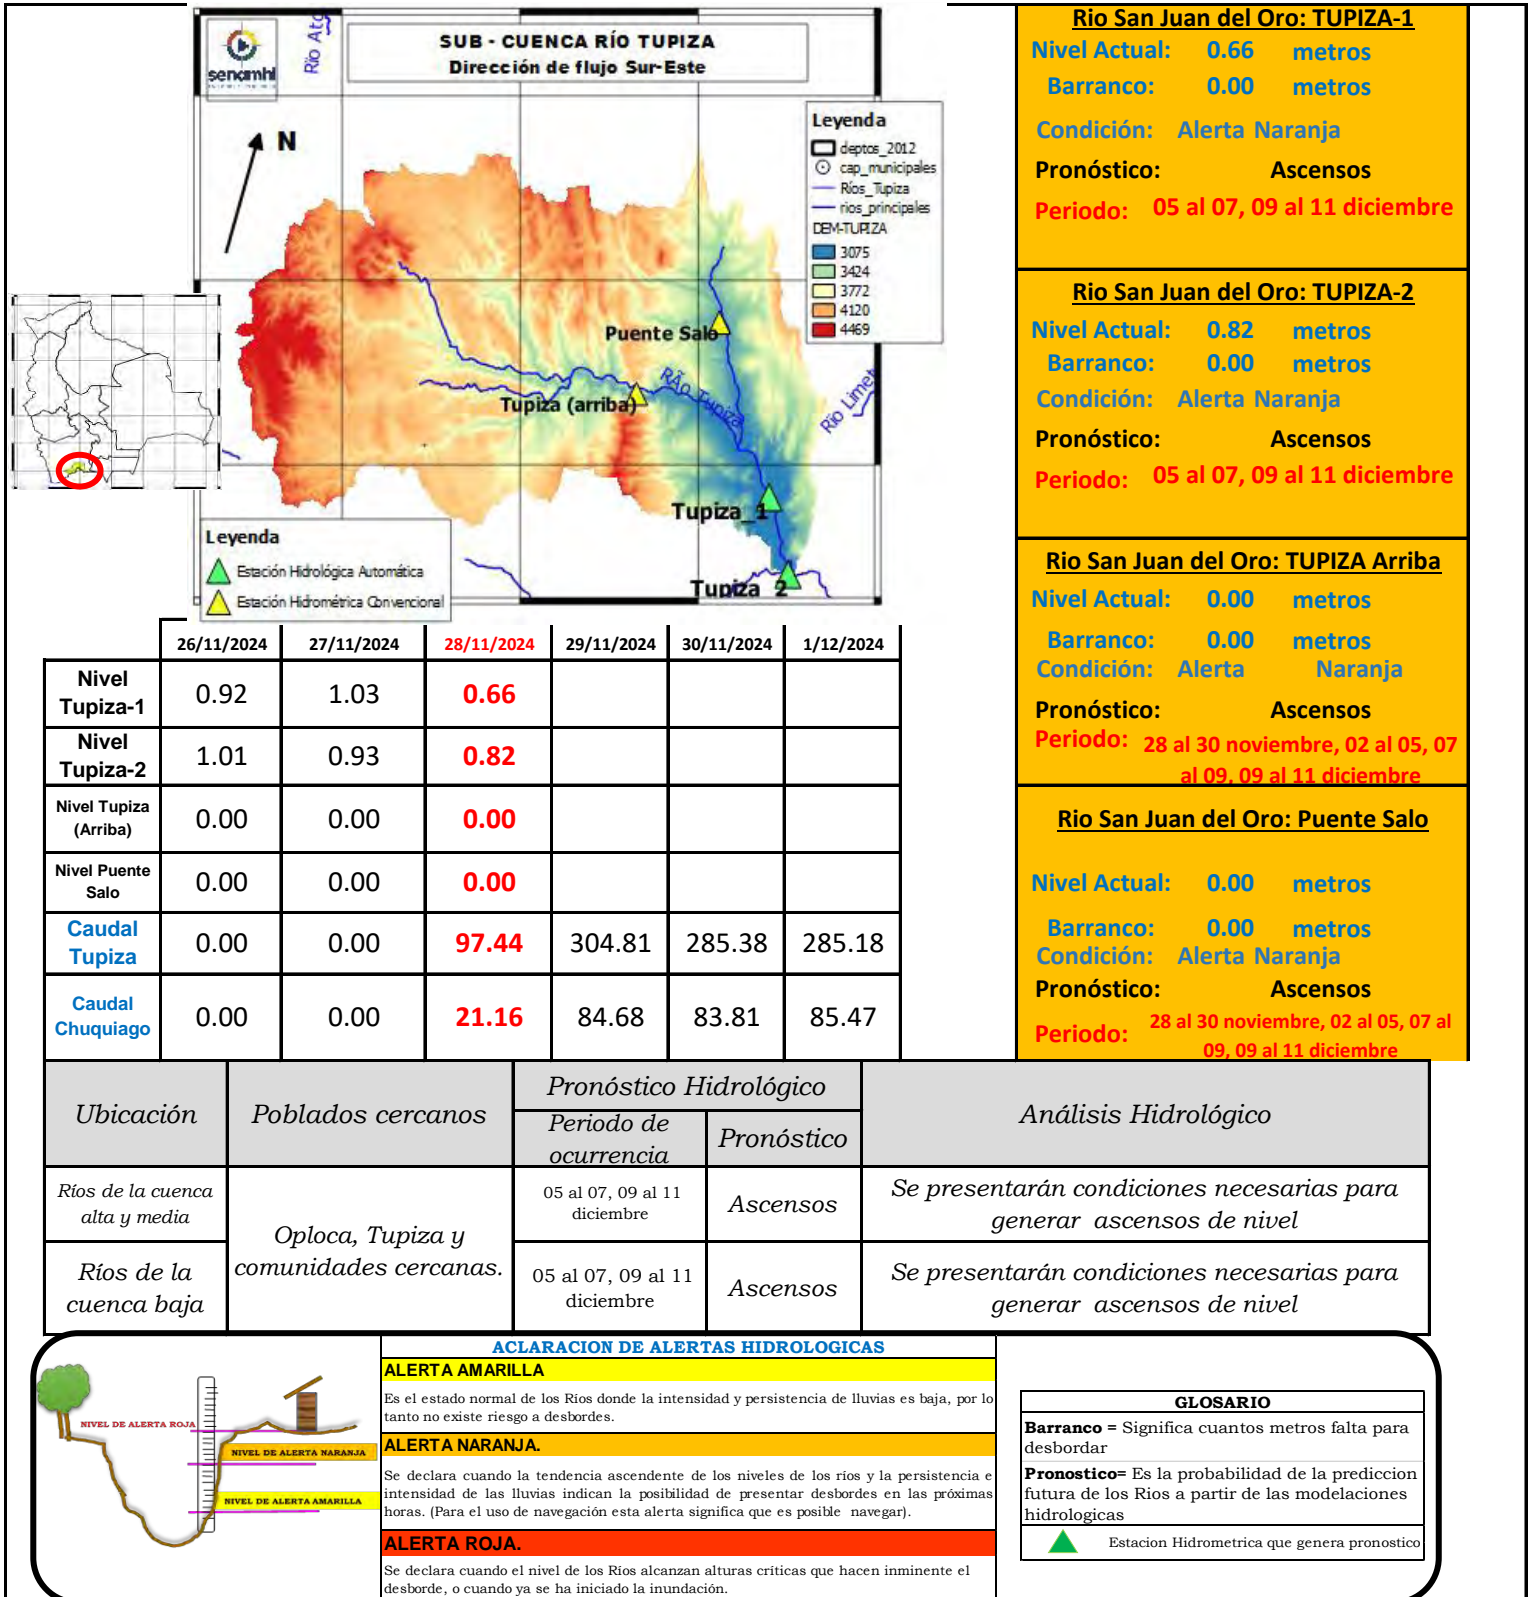 senamhi
Río Ato
SUB - CUENCA RÍO TUPIZA
Dirección de flujo Sur-Este
N
Leyenda
deptos_2012
cap_municipales
Ríos_Tupiza
rios_principales
DEM-TUPIZA
3075
3424
3772
4120
4469
Puente Salo
Tupiza (arriba)
RÃo Tupiza
Rio Limet
Tupiza_1
Tupiza_2
Leyenda
Estación Hidrológica Automática
Estación Hidrométrica Convencional
Rio San Juan del Oro: TUPIZA-1
Nivel Actual: 0.66 metros
Barranco: 0.00 metros
Condición: Alerta Naranja
Pronóstico: Ascensos
Periodo: 05 al 07, 09 al 11 diciembre
Rio San Juan del Oro: TUPIZA-2
Nivel Actual: 0.82 metros
Barranco: 0.00 metros
Condición: Alerta Naranja
Pronóstico: Ascensos
Periodo: 05 al 07, 09 al 11 diciembre
Rio San Juan del Oro: TUPIZA Arriba
Nivel Actual: 0.00 metros
Barranco: 0.00 metros
Condición: Alerta Naranja
Pronóstico: Ascensos
Periodo: 28 al 30 noviembre, 02 al 05, 07
al 09, 09 al 11 diciembre
Rio San Juan del Oro: Puente Salo
Nivel Actual: 0.00 metros
Barranco: 0.00 metros
Condición: Alerta Naranja
Pronóstico: Ascensos
Periodo: 28 al 30 noviembre, 02 al 05, 07 al
09, 09 al 11 diciembre
26/11/2024 27/11/2024 28/11/2024 29/11/2024 30/11/2024 1/12/2024
Nivel
Tupiza-1 0.92 1.03 0.66
Nivel
Tupiza-2 1.01 0.93 0.82
Nivel Tupiza
(Arriba) 0.00 0.00 0.00
Nivel Puente
Salo 0.00 0.00 0.00
Caudal
Tupiza 0.00 0.00 97.44 304.81 285.38 285.18
Caudal
Chuquiago 0.00 0.00 21.16 84.68 83.81 85.47
Ubicación Poblados cercanos Pronóstico Hidrológico Análisis Hidrológico
Periodo de
ocurrencia Pronóstico
Ríos de la cuenca
alta y media
Oploca, Tupiza y
comunidades cercanas.
05 al 07, 09 al 11
diciembre
Ascensos
Se presentarán condiciones necesarias para
generar ascensos de nivel
Ríos de la
cuenca baja
05 al 07, 09 al 11
diciembre
Ascensos
Se presentarán condiciones necesarias para
generar ascensos de nivel
NIVEL DE ALERTA ROJA
NIVEL DE ALERTA NARANJA
NIVEL DE ALERTA AMARILLA
ACLARACION DE ALERTAS HIDROLOGICAS
ALERTA AMARILLA
Es el estado normal de los Ríos donde la intensidad y persistencia de lluvias es baja, por lo
tanto no existe riesgo a desbordes.
ALERTA NARANJA.
Se declara cuando la tendencia ascendente de los niveles de los ríos y la persistencia e
intensidad de las lluvias indican la posibilidad de presentar desbordes en las próximas
horas. (Para el uso de navegación esta alerta significa que es posible navegar).
ALERTA ROJA.
Se declara cuando el nivel de los Ríos alcanzan alturas críticas que hacen inminente el
desborde, o cuando ya se ha iniciado la inundación.
GLOSARIO
Barranco = Significa cuantos metros falta para
desbordar
Pronostico= Es la probabilidad de la prediccion
futura de los Rios a partir de las modelaciones
hidrologicas
Estacion Hidrometrica que genera pronostico